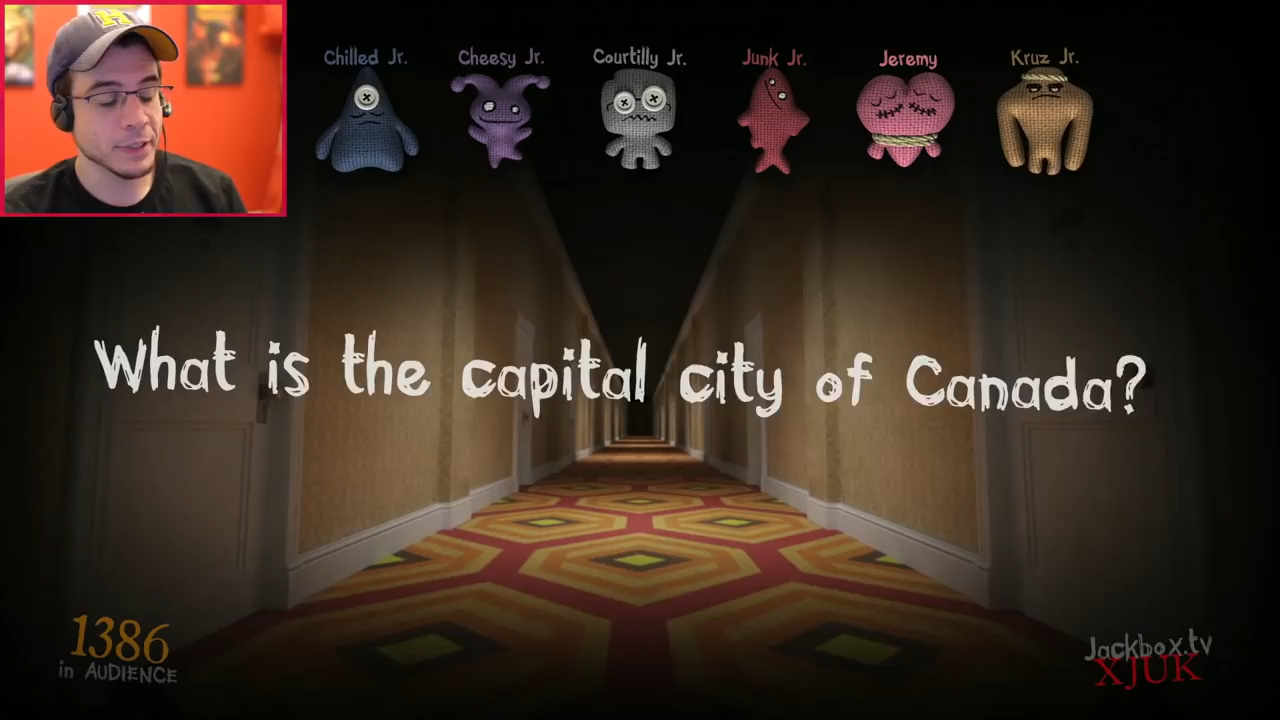 H
Chilled Jr.
Cheesy Jr.
Courtilly Jr.
Junk Jr.
Jeremy
Kruz Jr.
What is the capital city of Canada?
1386
in AUDIENCE
Jackbox.tv
XJUK